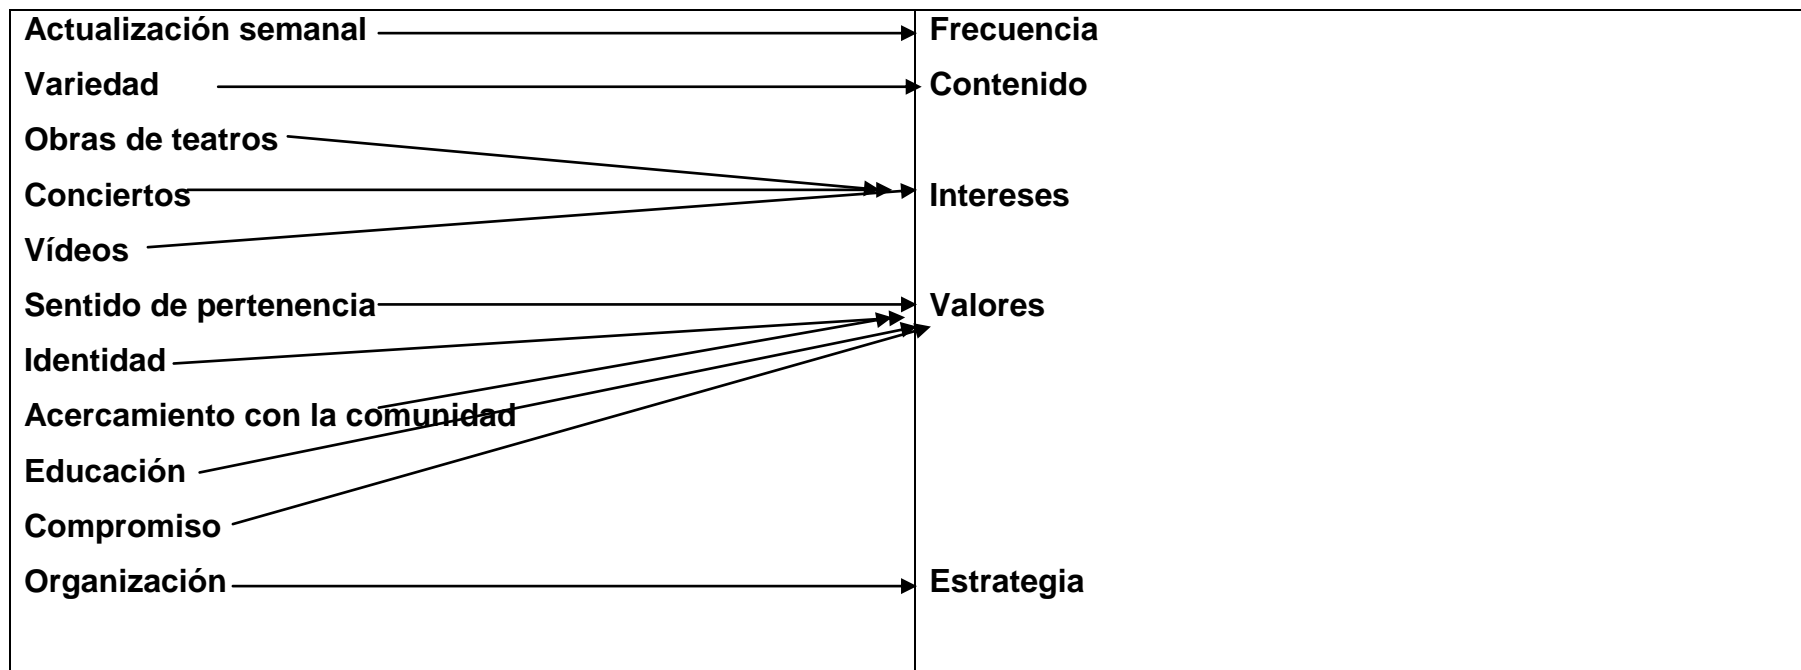 Actualización semanal Frecuencia
Variedad Contenido
Obras de teatros
Conciertos Intereses
Vídeos
Sentido de pertenencia Valores
Identidad
Acercamiento con la comunidad
Educación
Compromiso
Organización Estrategia